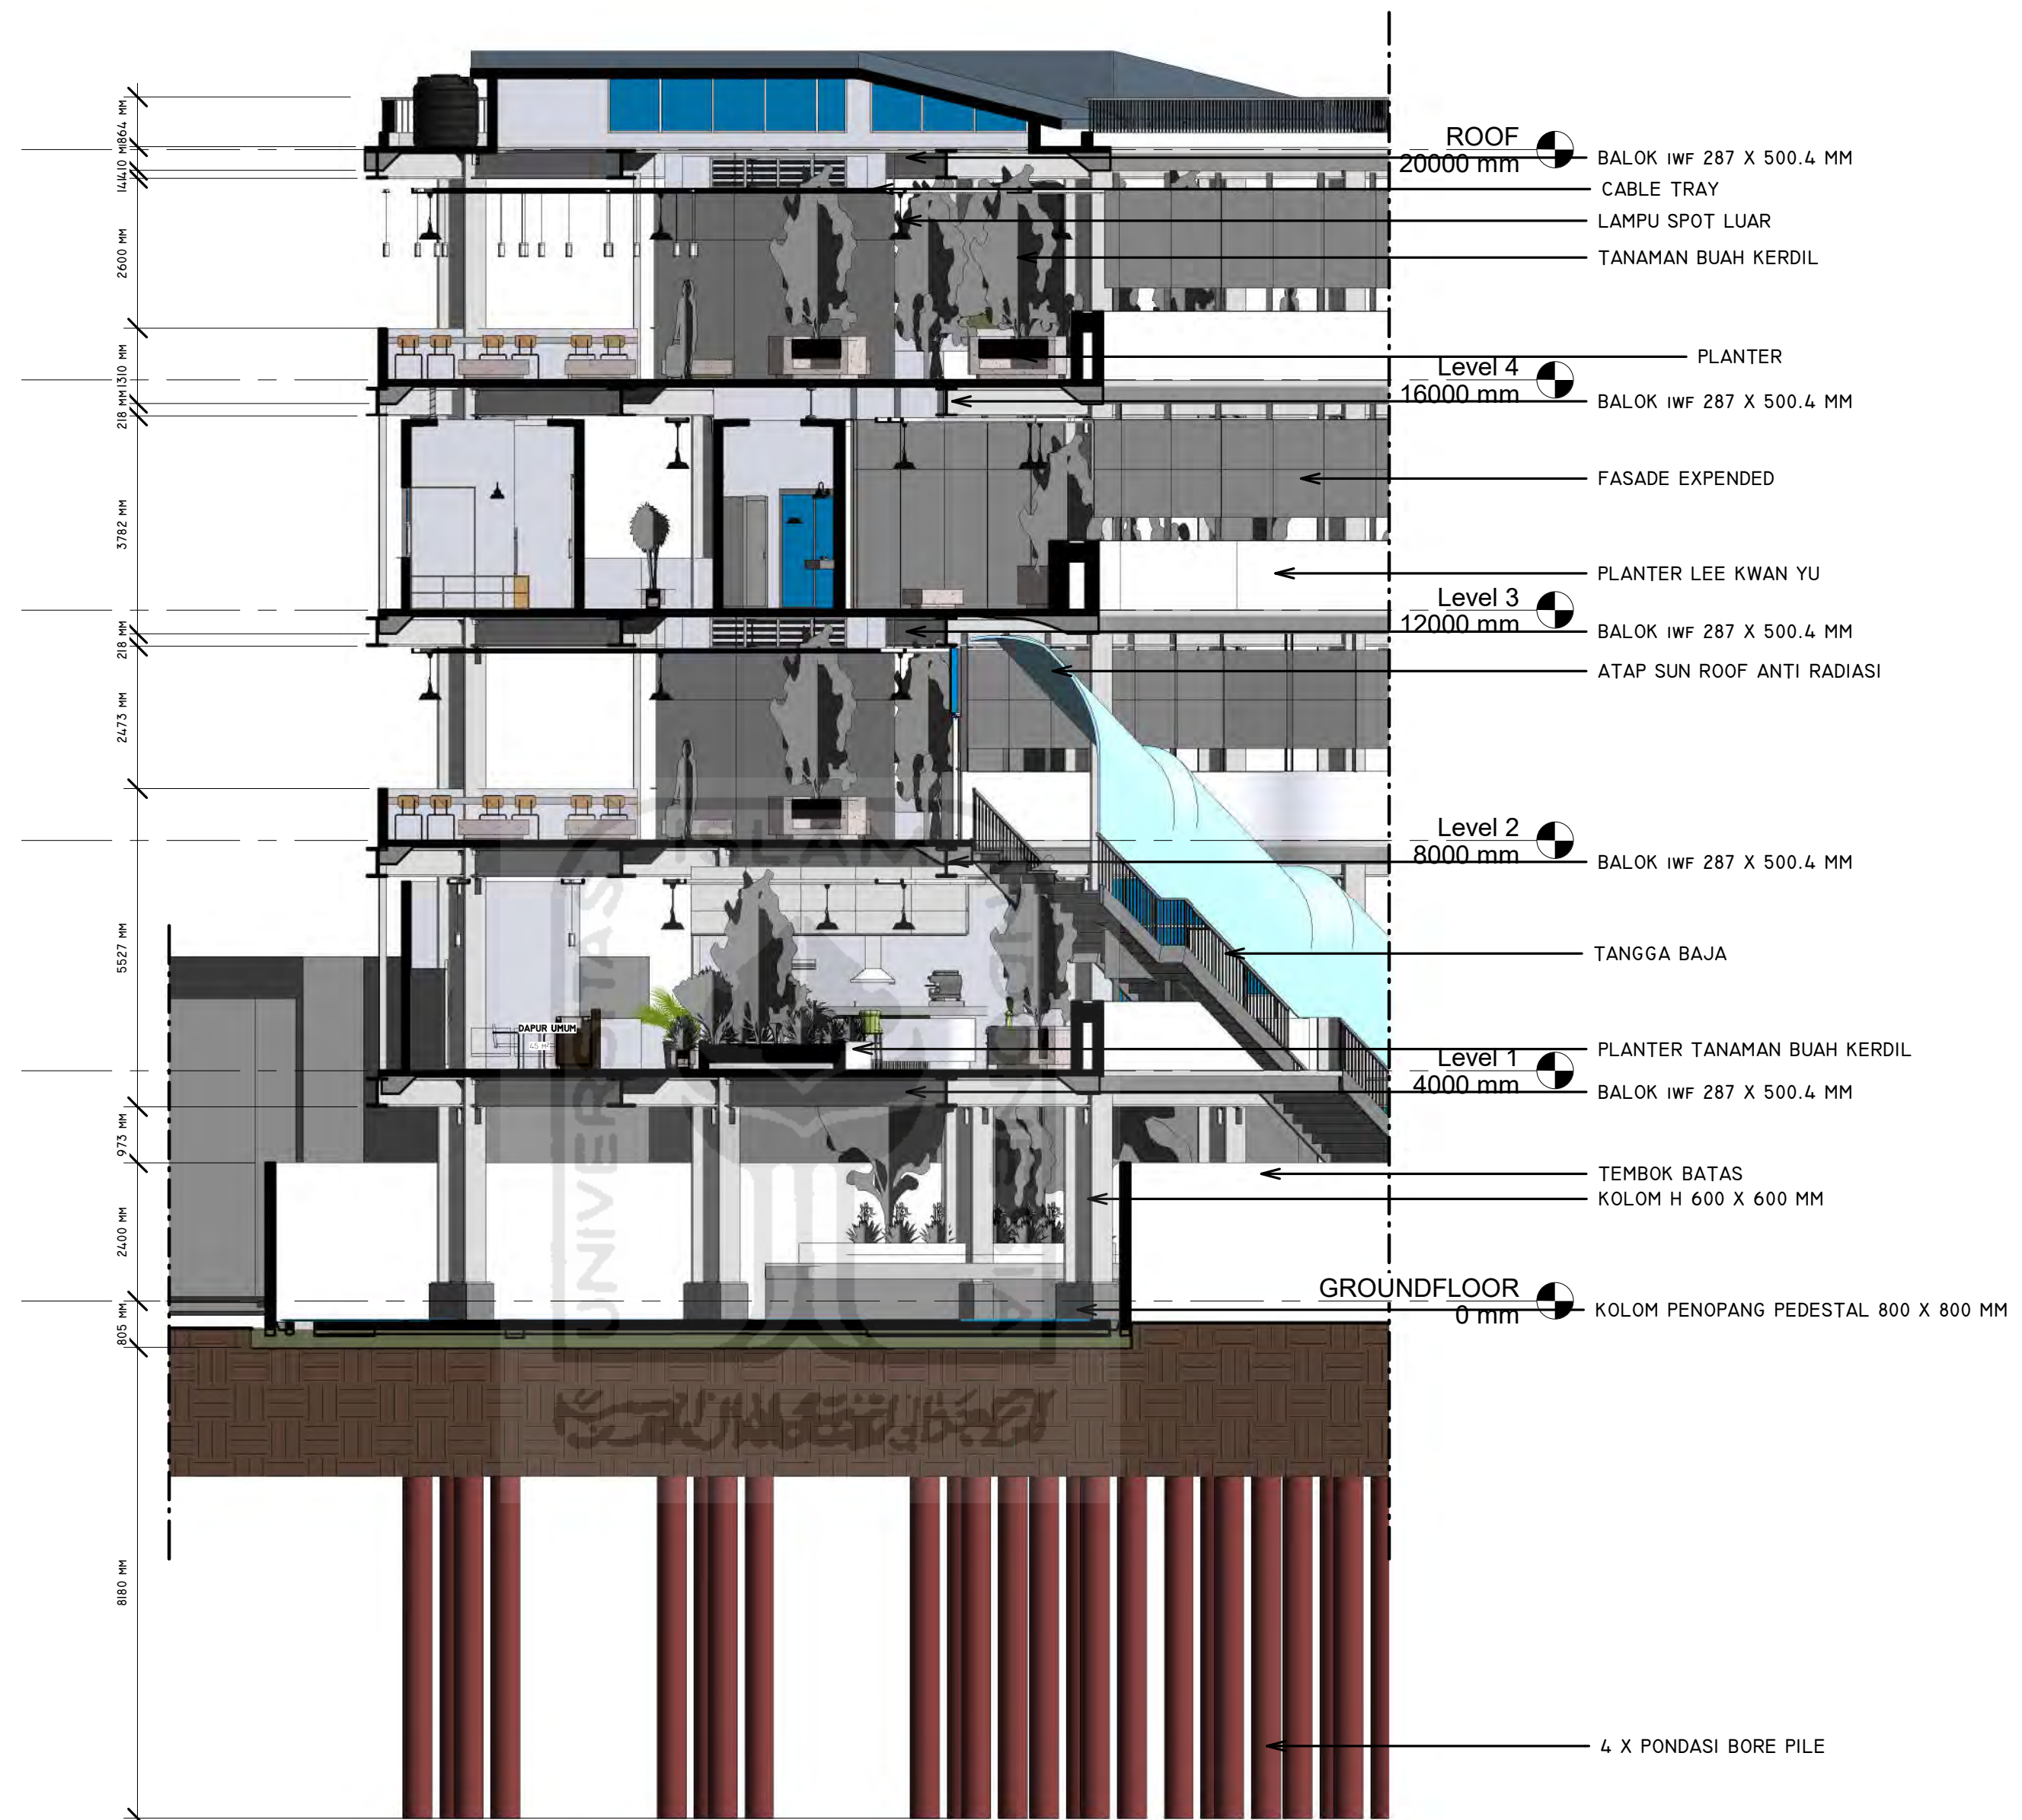 ROOF
20000 mm
BALOK IWF 287 X 500.4 MM
CABLE TRAY
LAMPU SPOT LUAR
TANAMAN BUAH KERDIL
PLANTER
Level 4
16000 mm
BALOK IWF 287 X 500.4 MM
FASADE EXPENDED
PLANTER LEE KWAN YU
Level 3
12000 mm
BALOK IWF 287 X 500.4 MM
ATAP SUN ROOF ANTI RADIASI
Level 2
8000 mm
BALOK IWF 287 X 500.4 MM
TANGGA BAJA
PLANTER TANAMAN BUAH KERDIL
Level 1
4000 mm
BALOK IWF 287 X 500.4 MM
TEMBOK BATAS
KOLOM H 600 X 600 MM
GROUNDFLOOR
0 mm
KOLOM PENOPANG PEDESTAL 800 X 800 MM
4 X PONDASI BORE PILE
2600 MM
1310 MM
218 MM
3782 MM
218 MM
2473 MM
5527 MM
973 MM
2400 MM
805 MM
8180 MM
DAPUR UMUM
45 M²
UNIVERSITAS
ISLAM